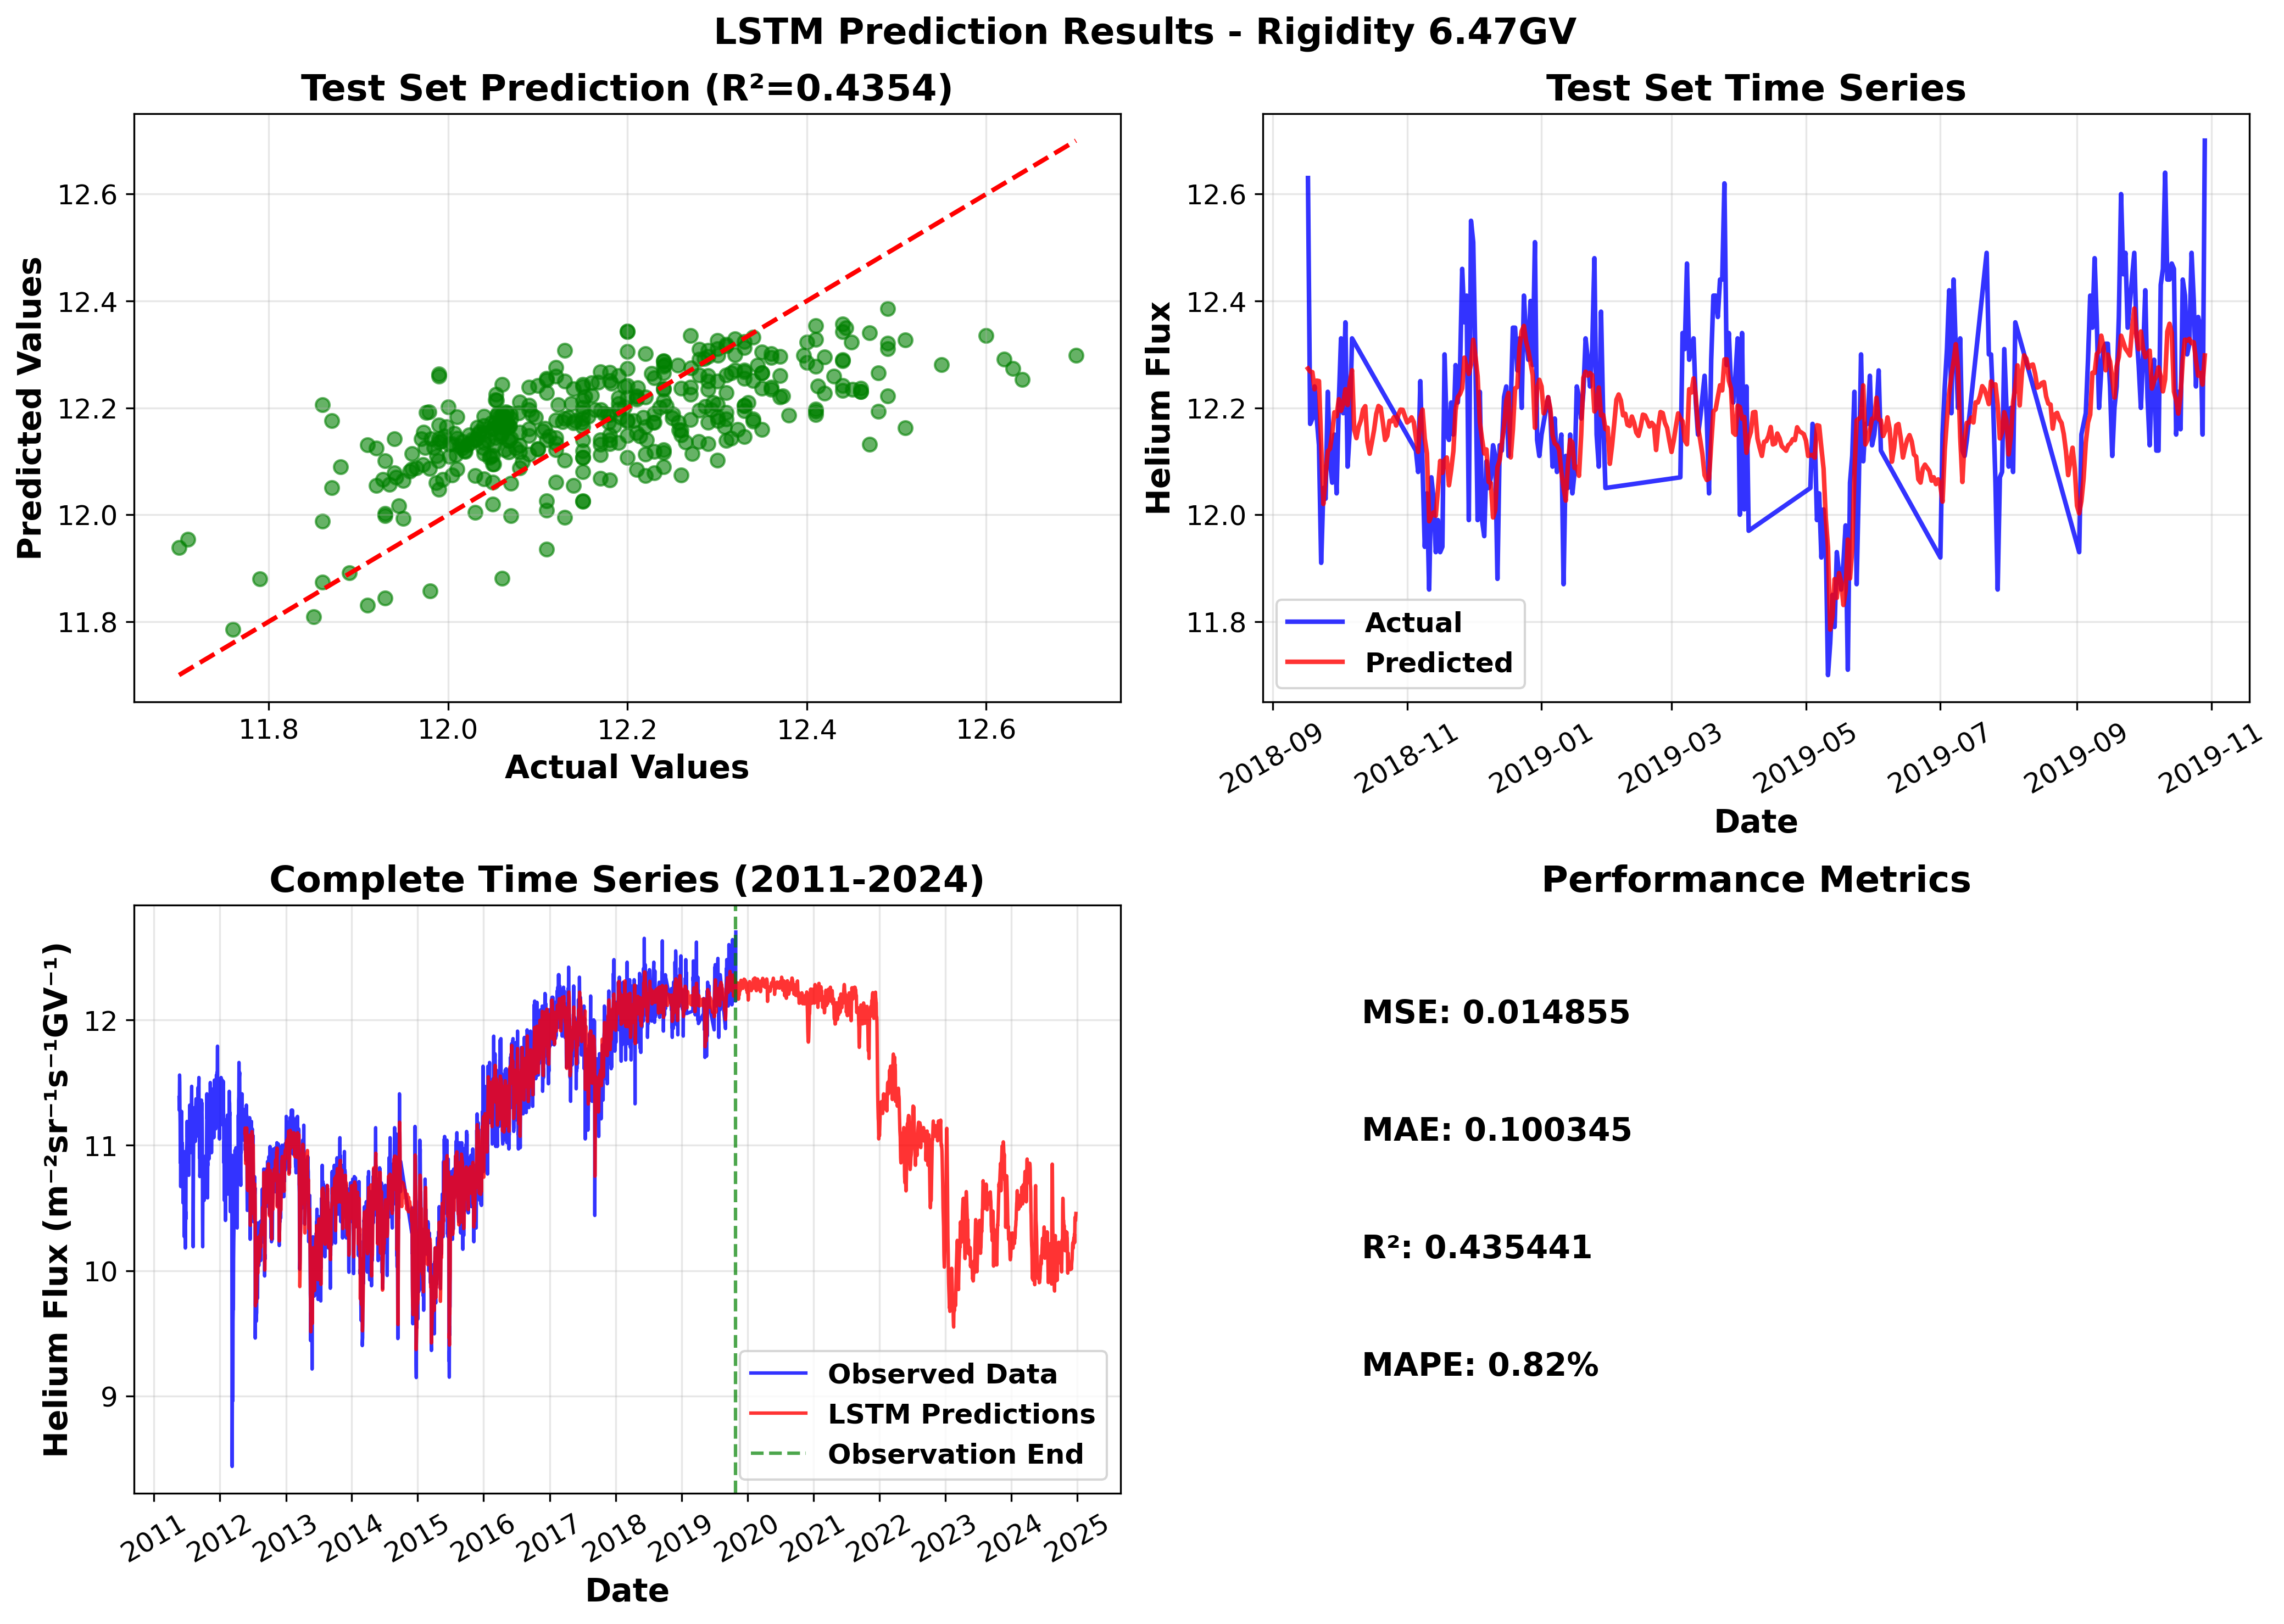 LSTM Prediction Results - Rigidity 6.47GV
Test Set Prediction (R²=0.4354)
Predicted Values
12.6
12.4
12.2
12.0
11.8
11.8
12.0
12.2
12.4
12.6
Actual Values
Test Set Time Series
Helium Flux
12.6
12.4
12.2
12.0
11.8
Actual
Predicted
2018-09
2018-11
2019-01
2019-03
2019-05
2019-07
2019-09
2019-11
Date
Complete Time Series (2011-2024)
Helium Flux (m⁻²sr⁻¹s⁻¹GV⁻¹)
12
11
10
9
Observed Data
LSTM Predictions
Observation End
2011
2012
2013
2014
2015
2016
2017
2018
2019
2020
2021
2022
2023
2024
2025
Date
Performance Metrics
MSE: 0.014855
MAE: 0.100345
R²: 0.435441
MAPE: 0.82%